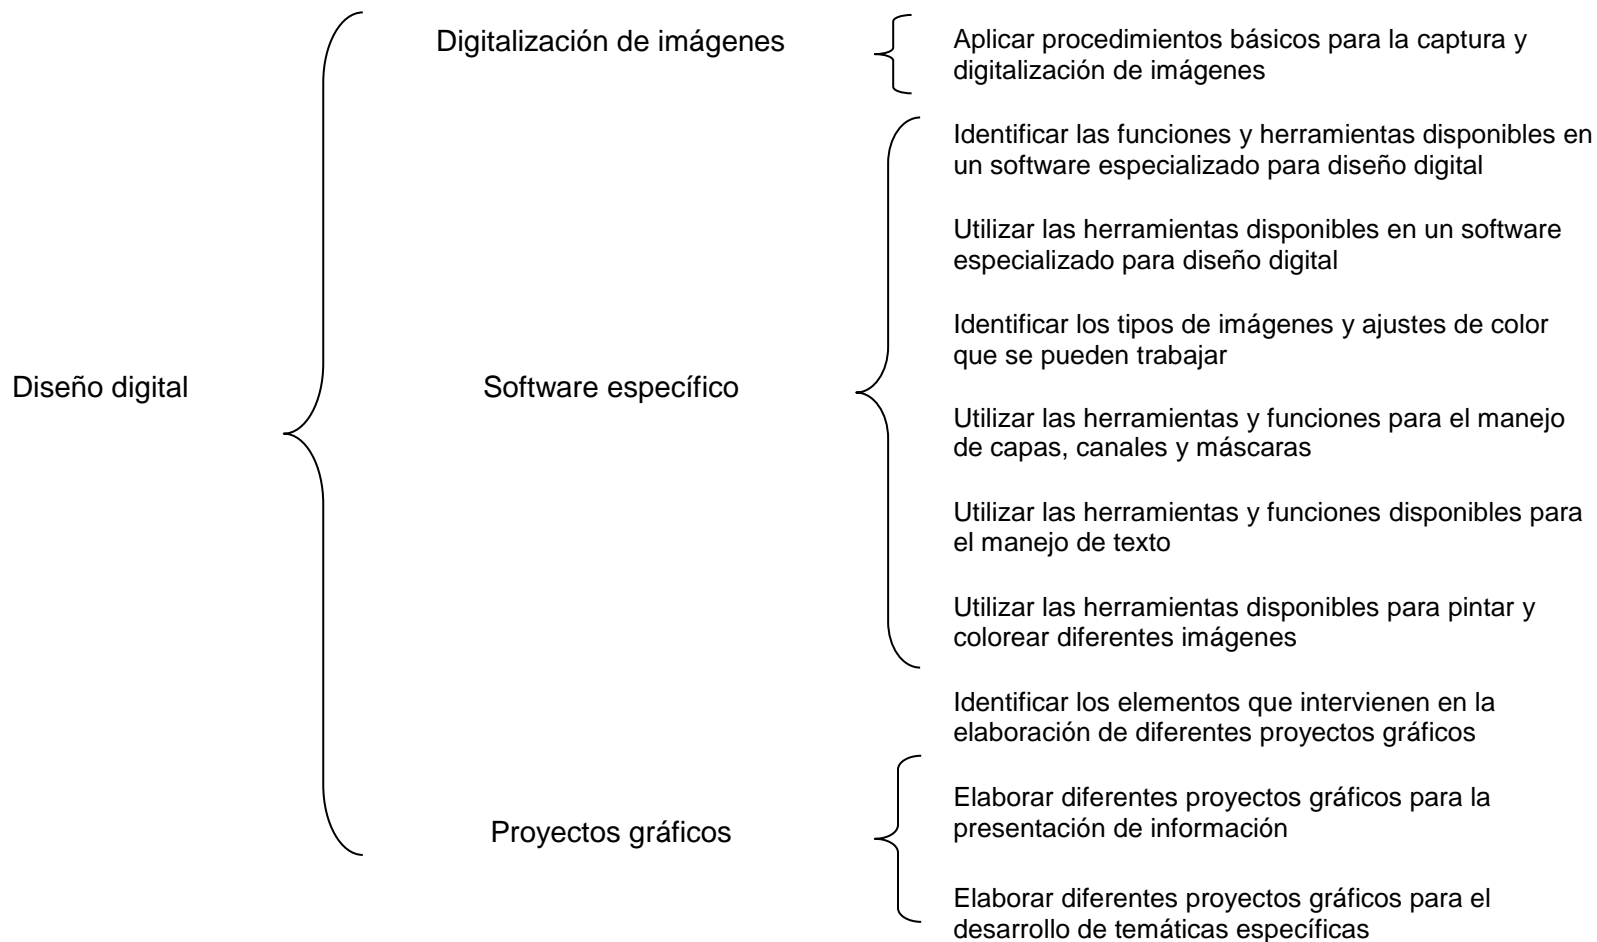 Diseño digital
Digitalización de imágenes
Aplicar procedimientos básicos para la captura y
digitalización de imágenes
Software específico
Identificar las funciones y herramientas disponibles en
un software especializado para diseño digital
Utilizar las herramientas disponibles en un software
especializado para diseño digital
Identificar los tipos de imágenes y ajustes de color
que se pueden trabajar
Utilizar las herramientas y funciones para el manejo
de capas, canales y máscaras
Utilizar las herramientas y funciones disponibles para
el manejo de texto
Utilizar las herramientas disponibles para pintar y
colorear diferentes imágenes
Proyectos gráficos
Identificar los elementos que intervienen en la
elaboración de diferentes proyectos gráficos
Elaborar diferentes proyectos gráficos para la
presentación de información
Elaborar diferentes proyectos gráficos para el
desarrollo de temáticas específicas